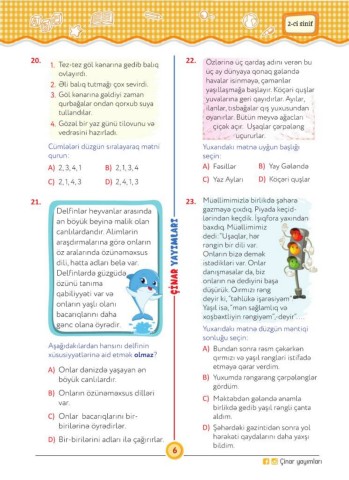 2-ci sinif
20.
1. Tez-tez göl kənarına gedib balıq
ovlayırdı.
2. Əli balıq tutmağı çox sevirdi.
3. Göl kənarına gəldiyi zaman
qurbağalar ondan qorxub suya
tullandılar.
4. Gözəl bir yaz günü tilovunu və
vedrəsini hazırladı.
Cümlələri düzgün sıralayaraq mətni
qurun:
A) 2, 3, 4, 1 B) 2, 1, 3, 4
C) 2, 1, 4, 3 D) 2, 4, 1, 3
21.
Delfinlər heyvanlar arasında
ən böyük beyinə malik olan
canlılardandır. Alimlərin
araşdırmalarına görə onların
öz aralarında özünəməxsus
dili, hətta adları belə var.
Delfinlərdə güzgüdə
özünü tanıma
qabiliyyəti var və
onların yaşlı olanı
bacarıqlarını daha
gənc olana öyrədir.
Aşağıdakılardan hansını delfinin
xüsusiyyətlərinə aid etmək olmaz?
A) Onlar dənizdə yaşayan ən
böyük canlılardır.
B) Onların özünəməxsus dilləri
var.
C) Onlar bacarıqlarını bir-
birilərinə öyrədirlər.
D) Bir-birilərini adları ilə çağırırlar.
ÇİNAR YAYIMLARI
22.
Özlərinə üç qardaş adını verən bu
üç ay dünyaya qonaq gələndə
havalar isinməyə, çəmənlər
yaşıllaşmağa başlayır. Köçəri quşlar
yuvalarına geri qayıdırlar. Ayılar,
ilanlar, tısbağalar qış yuxusundan
oyanırlar. Bütün meyvə ağacları
çiçək açır. Uşaqlar çərpələng
uçururlar.
Yuxarıdakı mətnə uyğun başlığı
seçin:
A) Fəsillər B) Yay Gələndə
C) Yaz Ayları D) Köçəri quşlar
23.
Müəllimimizlə birlikdə şəhərə
gəzməyə çıxdıq. Piyada keçid-
lərindən keçdik. İşıqfora yaxından
baxdıq. Müəllimimiz
dedi: "Uşaqlar, hər
rəngin bir dili var.
Onların bizə demək
istədikləri var. Onlar
danışmasalar da, biz
onların nə dediyini başa
düşürük. Qırmızı rəng
deyir ki, "təhlükə işarəsiyəm".
Yaşıl isə, "mən sağlamlıq və
xoşbəxtliyin rəngiyəm",-deyir"....
Yuxarıdakı mətnə düzgün məntiqi
sonluğu seçin:
A) Bundan sonra rəsm çəkərkən
qırmızı və yaşıl rəngləri istifadə
etməyə qərar verdim.
B) Yuxumda rəngarəng çərpələnglər
gördüm.
C) Məktəbdən gələndə anamla
birlikdə gedib yaşıl rəngli çanta
aldım.
D) Şəhərdəki gəzintidən sonra yol
hərəkəti qaydalarını daha yaxşı
bildim.
6
Çinar yayımları